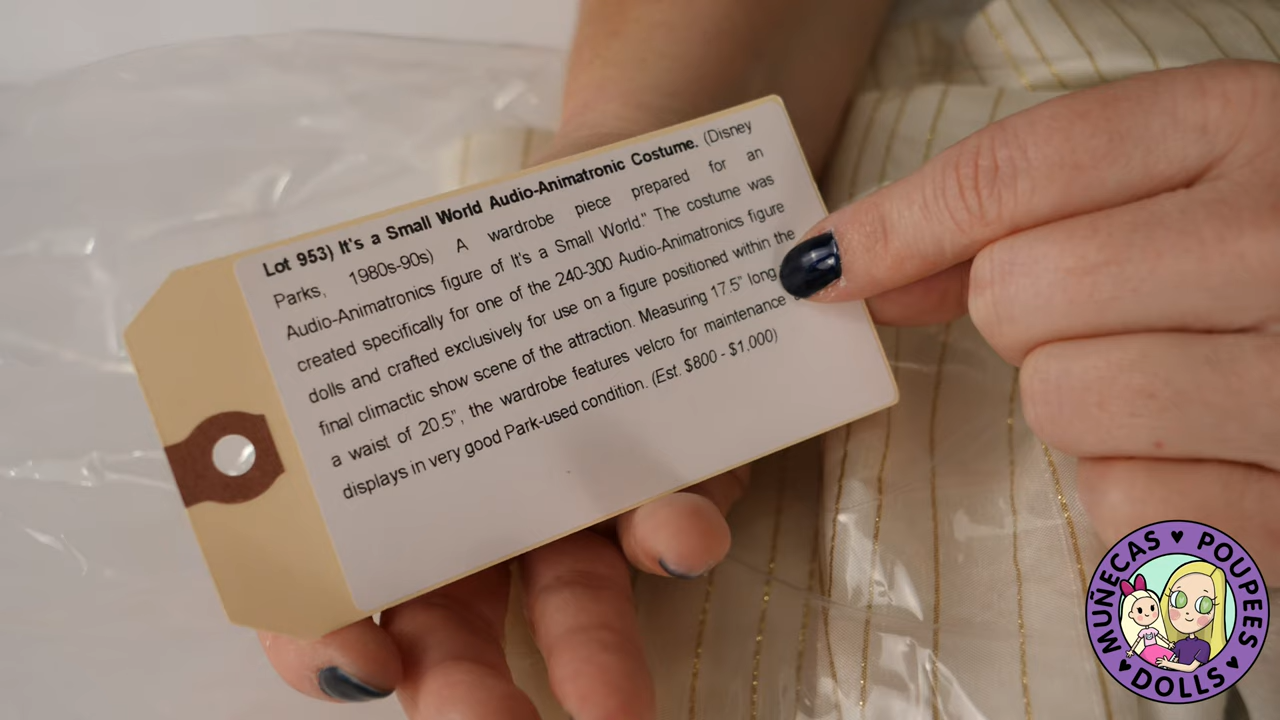 Lot 953) It's a Small World Audio-Animatronic Costume. (Disney
Parks, 1980s-90s) A wardrobe piece prepared for an
Audio-Animatronics figure of It's a Small World." The costume was
created specifically for one of the 240-300 Audio-Animatronics figure
dolls and crafted exclusively for use on a figure positioned within the
final climactic show scene of the attraction. Measuring 17.5" long
a waist of 20.5", the wardrobe features velcro for maintenance
displays in very good Park-used condition. (Est. $800 - $1,000)
MUÑECAS ♥ POUPEES ♥ DOLLS ♥